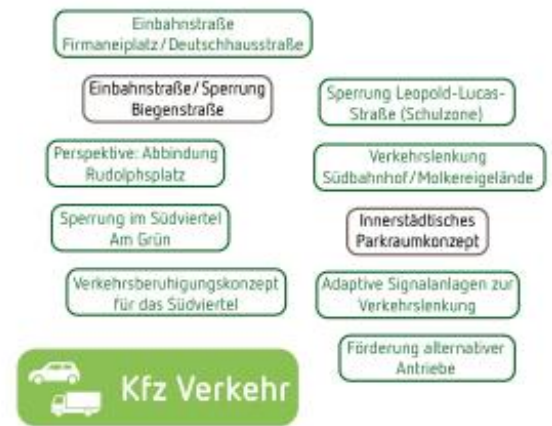 Einbahnstraße
Firmaneiplatz/Deutschhausstraße
Einbahnstraße/Sperrung
Biegenstraße
Sperrung Leopold-Lucas-
Straße (Schulzone)
Perspektive: Abbindung
Rudolphsplatz
Verkehrslenkung
Südbahnhof/Molkereigelände
Sperrung im Südviertel
Am Grün
Innerstädtisches
Parkraumkonzept
Verkehrsberuhigungskonzept
für das Südviertel
Adaptive Signalanlagen zur
Verkehrslenkung
Förderung alternativer
Antriebe
Kfz Verkehr